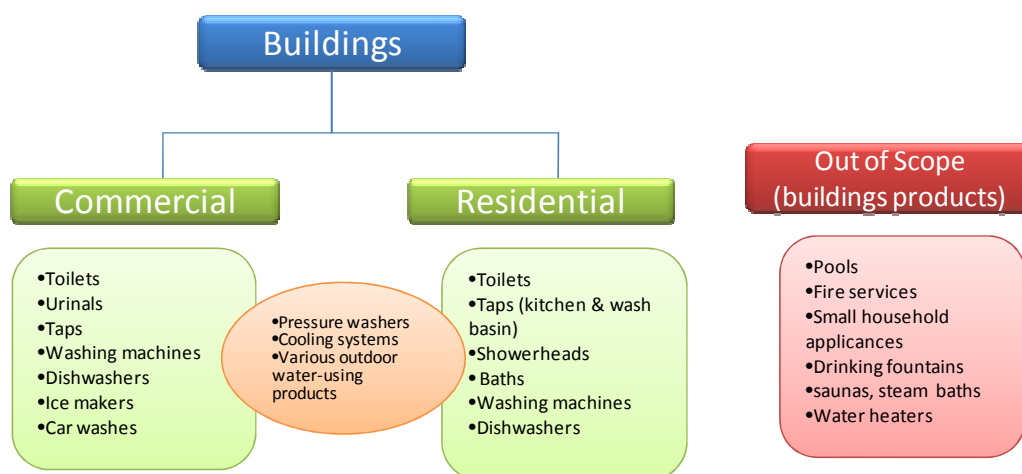 Buildings
Commercial
Residential
Out of Scope
(buildings products)
•Toilets
•Urinals
•Taps
•Washing machines
•Dishwashers
•Ice makers
•Car washes
•Pressure washers
•Cooling systems
•Various outdoor
water-using
products
•Toilets
•Taps (kitchen & wash
basin)
•Showerheads
• Baths
•Washing machines
•Dishwashers
•Pools
•Fire services
•Small household
applicances
•Drinking fountains
•saunas, steam baths
•Water heaters